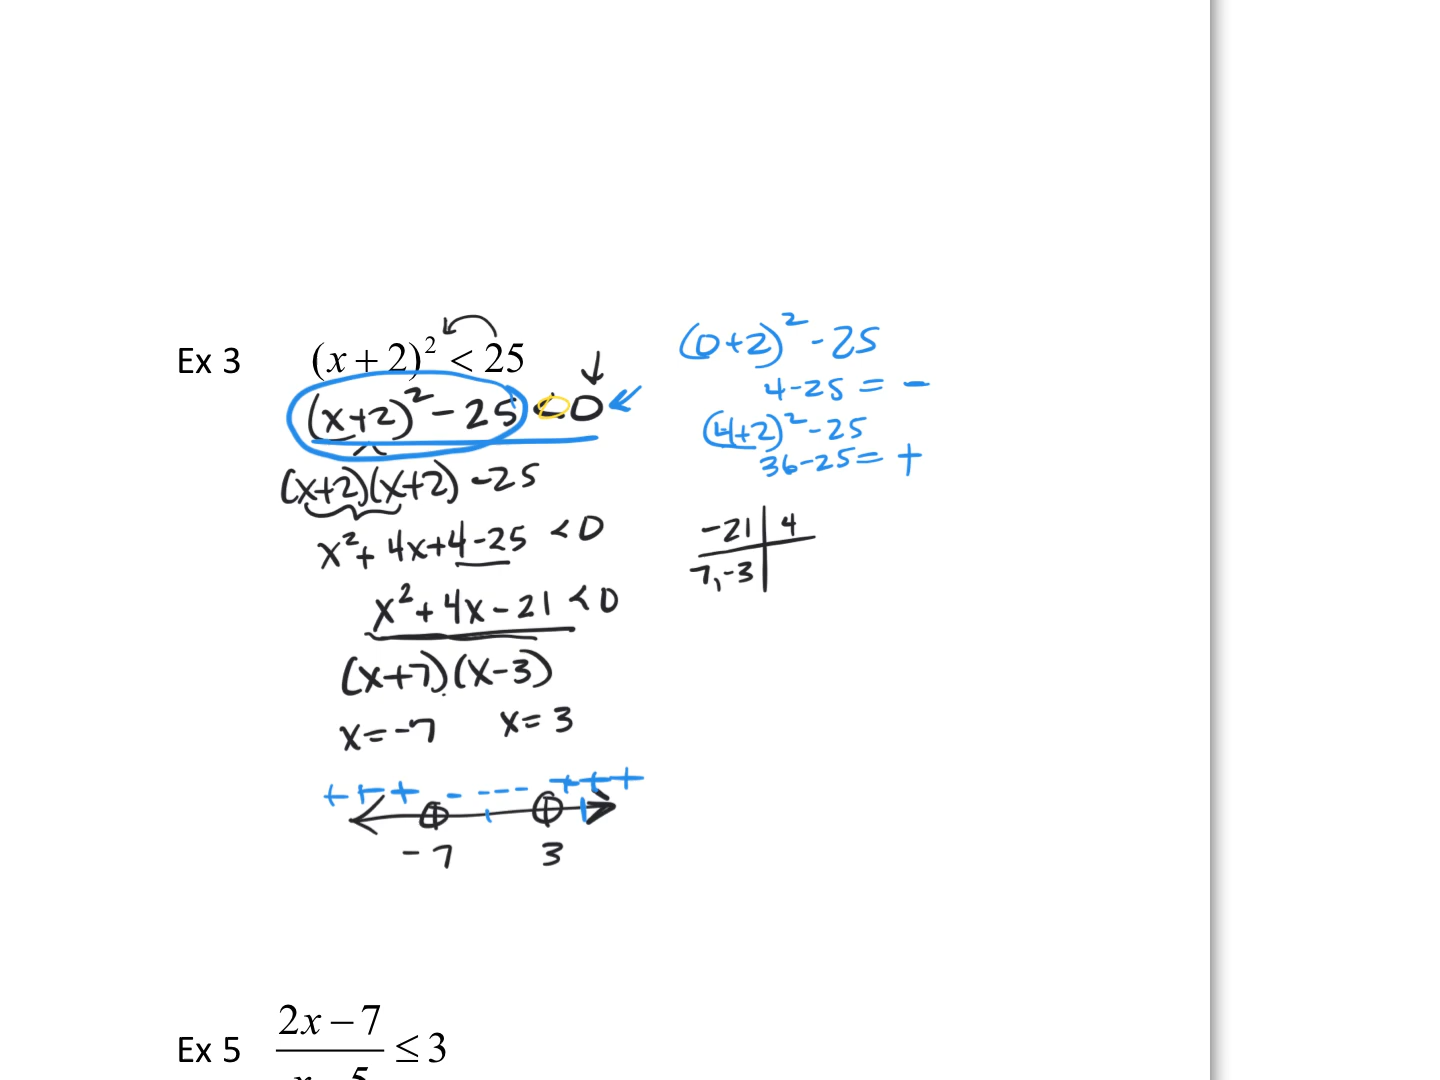 Ex 3 (x + 2)² < 25
(x+2)² - 25 < 0
(x+2)(x+2) - 25
x² + 4x + 4 - 25 < 0
x² + 4x - 21 < 0
(x+7)(x-3)
x = -7 x = 3
+ + + - - - - + + +
-7 3
(0+2)² - 25
4 - 25 = -
(4+2)² - 25
36 - 25 = +
-21 | 4
7, -3 |
Ex 5 2x − 7
≤ 3